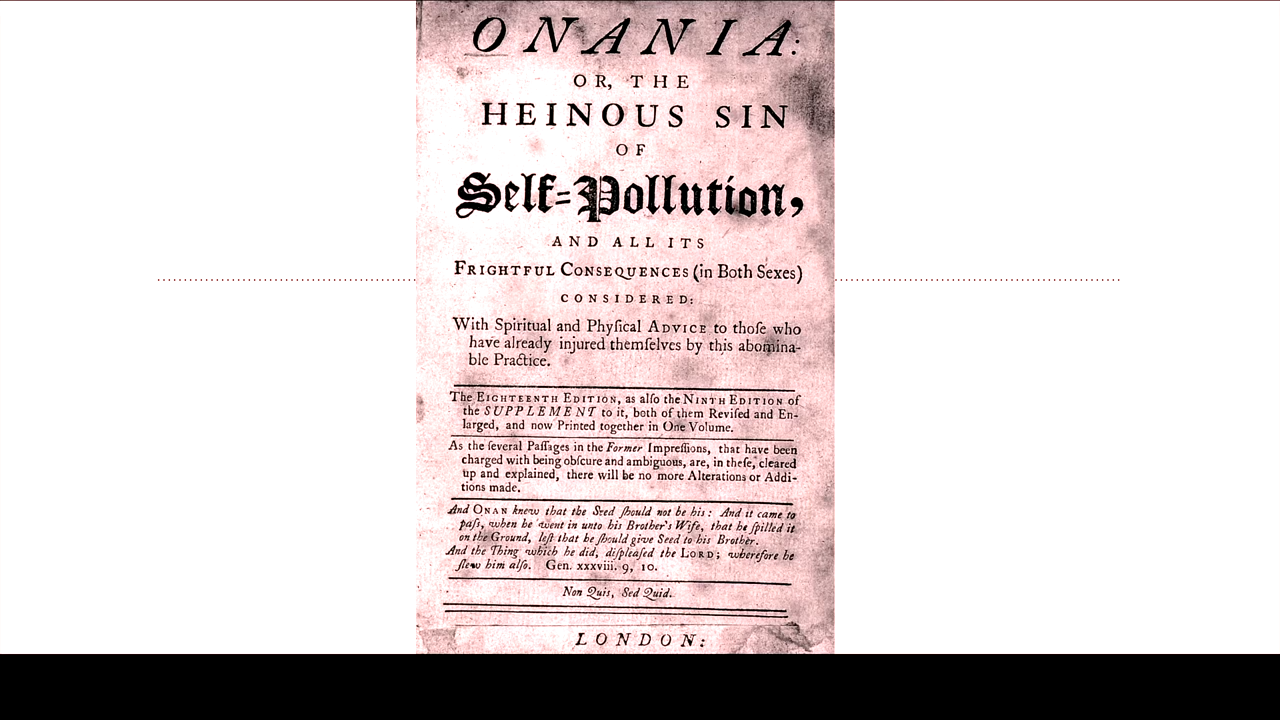 ONANIA:
OR, THE
HEINOUS SIN
OF
Self=Pollution,
AND ALL ITS
FRIGHTFUL CONSEQUENCES (in Both Sexes)
CONSIDERED:
With Spiritual and Phyſical ADVICE to thoſe who
have already injured themſelves by this abomina-
ble Practice.
The EIGHTEENTH EDITION, as alſo the NINTH EDITION of
the SUPPLEMENT to it, both of them Reviſed and En-
larged, and now Printed together in One Volume.
As the ſeveral Paſſages in the Former Impreſſions, that have been
charged with being obſcure and ambiguous, are, in theſe, cleared
up and explained, there will be no more Alterations or Addi-
tions made.
And ONAN knew that the Seed ſhould not be his: And it came to
paſs, when he went in unto his Brother's Wife, that he ſpilled it
on the Ground, leſt that he ſhould give Seed to his Brother.
And the Thing which he did, diſpleaſed the LORD; wherefore he
ſlew him alſo. Gen. xxxviii. 9, 10.
Non Quis, Sed Quid.
LONDON: